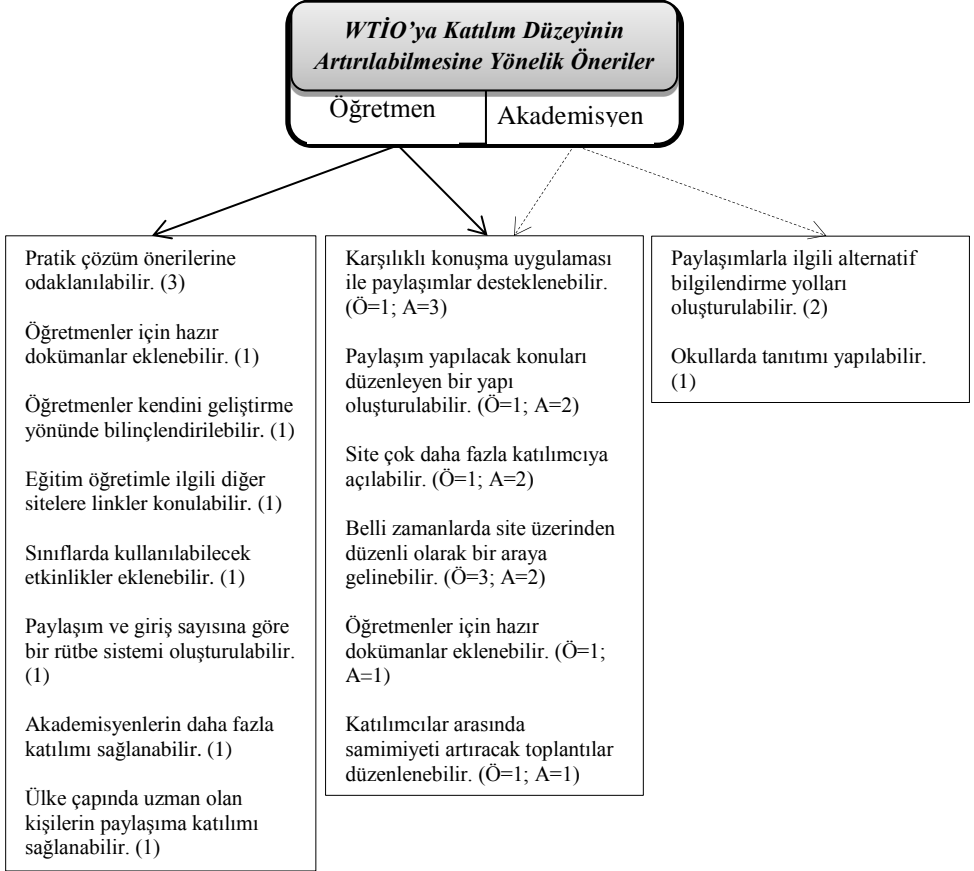 WTİO'ya Katılım Düzeyinin
Artırılabilmesine Yönelik Öneriler
Öğretmen
Akademisyen
Pratik çözüm önerilerine
odaklanılabilir. (3)
Öğretmenler için hazır
dokümanlar eklenebilir. (1)
Öğretmenler kendini geliştirme
yönünde bilinçlendirilebilir. (1)
Eğitim öğretimle ilgili diğer
sitelere linkler konulabilir. (1)
Sınıflarda kullanılabilecek
etkinlikler eklenebilir. (1)
Paylaşım ve giriş sayısına göre
bir rütbe sistemi oluşturulabilir.
(1)
Akademisyenlerin daha fazla
katılımı sağlanabilir. (1)
Ülke çapında uzman olan
kişilerin paylaşıma katılımı
sağlanabilir. (1)
Karşılıklı konuşma uygulaması
ile paylaşımlar desteklenebilir.
(Ö=1; A=3)
Paylaşım yapılacak konuları
düzenleyen bir yapı
oluşturulabilir. (Ö=1; A=2)
Site çok daha fazla katılımcıya
açılabilir. (Ö=1; A=2)
Belli zamanlarda site üzerinden
düzenli olarak bir araya
gelinebilir. (Ö=3; A=2)
Öğretmenler için hazır
dokümanlar eklenebilir. (Ö=1;
A=1)
Katılımcılar arasında
samimiyeti artıracak toplantılar
düzenlenebilir. (Ö=1; A=1)
Paylaşımlarla ilgili alternatif
bilgilendirme yolları
oluşturulabilir. (2)
Okullarda tanıtımı yapılabilir.
(1)